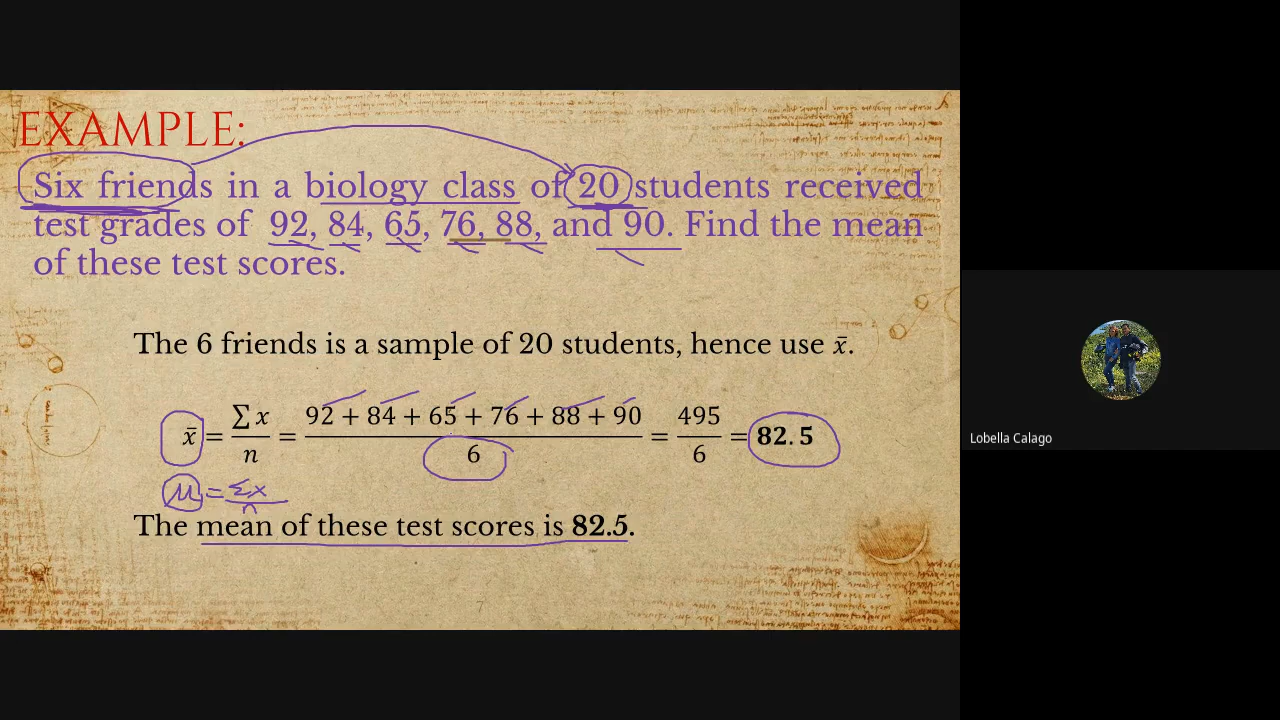 EXAMPLE:
Six friends in a biology class of 20 students received
test grades of 92, 84, 65, 76, 88, and 90. Find the mean
of these test scores.
The 6 friends is a sample of 20 students, hence use x̄.
x̄ = ∑x / n = (92 + 84 + 65 + 76 + 88 + 90) / 6 = 495 / 6 = 82.5
μ = Σx / n
The mean of these test scores is 82.5.
7
Lobella Calago